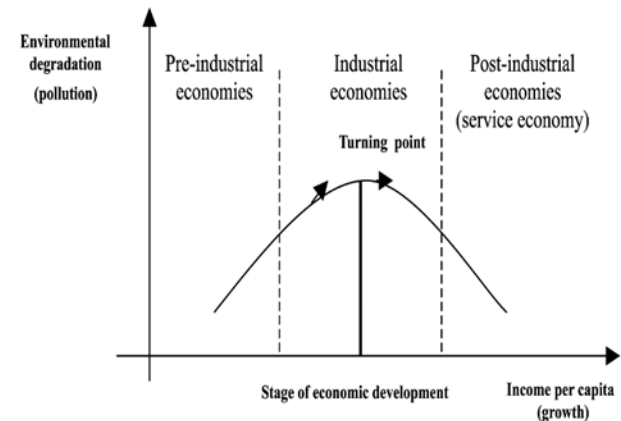 Environmental
degradation
(pollution)
Pre-industrial
economies
Industrial
economies
Post-industrial
economies
(service economy)
Turning point
Stage of economic development
Income per capita
(growth)